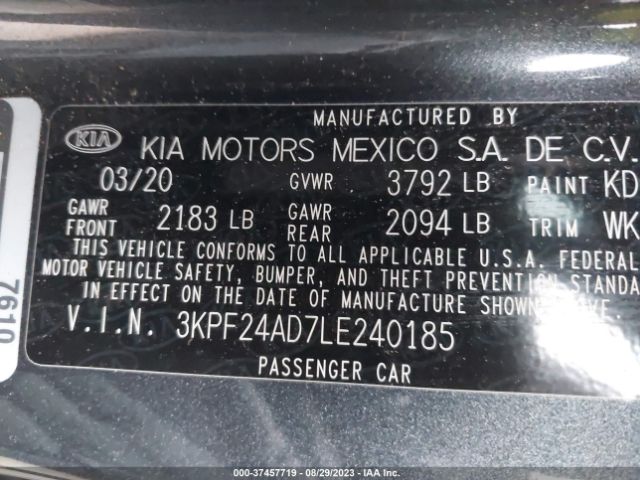 MANUFACTURED BY
KIA KIA MOTORS MEXICO S.A. DE C.V.
03/20 GVWR 3792 LB PAINT KD
GAWR FRONT 2183 LB GAWR REAR 2094 LB TRIM WK
THIS VEHICLE CONFORMS TO ALL APPLICABLE U.S.A. FEDERAL
MOTOR VEHICLE SAFETY, BUMPER, AND THEFT PREVENTION STANDA
IN EFFECT ON THE DATE OF MANUFACTURE SHOWN
V.I.N. 3KPF24AD7LE240185
PASSENGER CAR
7610
000-37457719 - 08/29/2023 - IAA Inc.